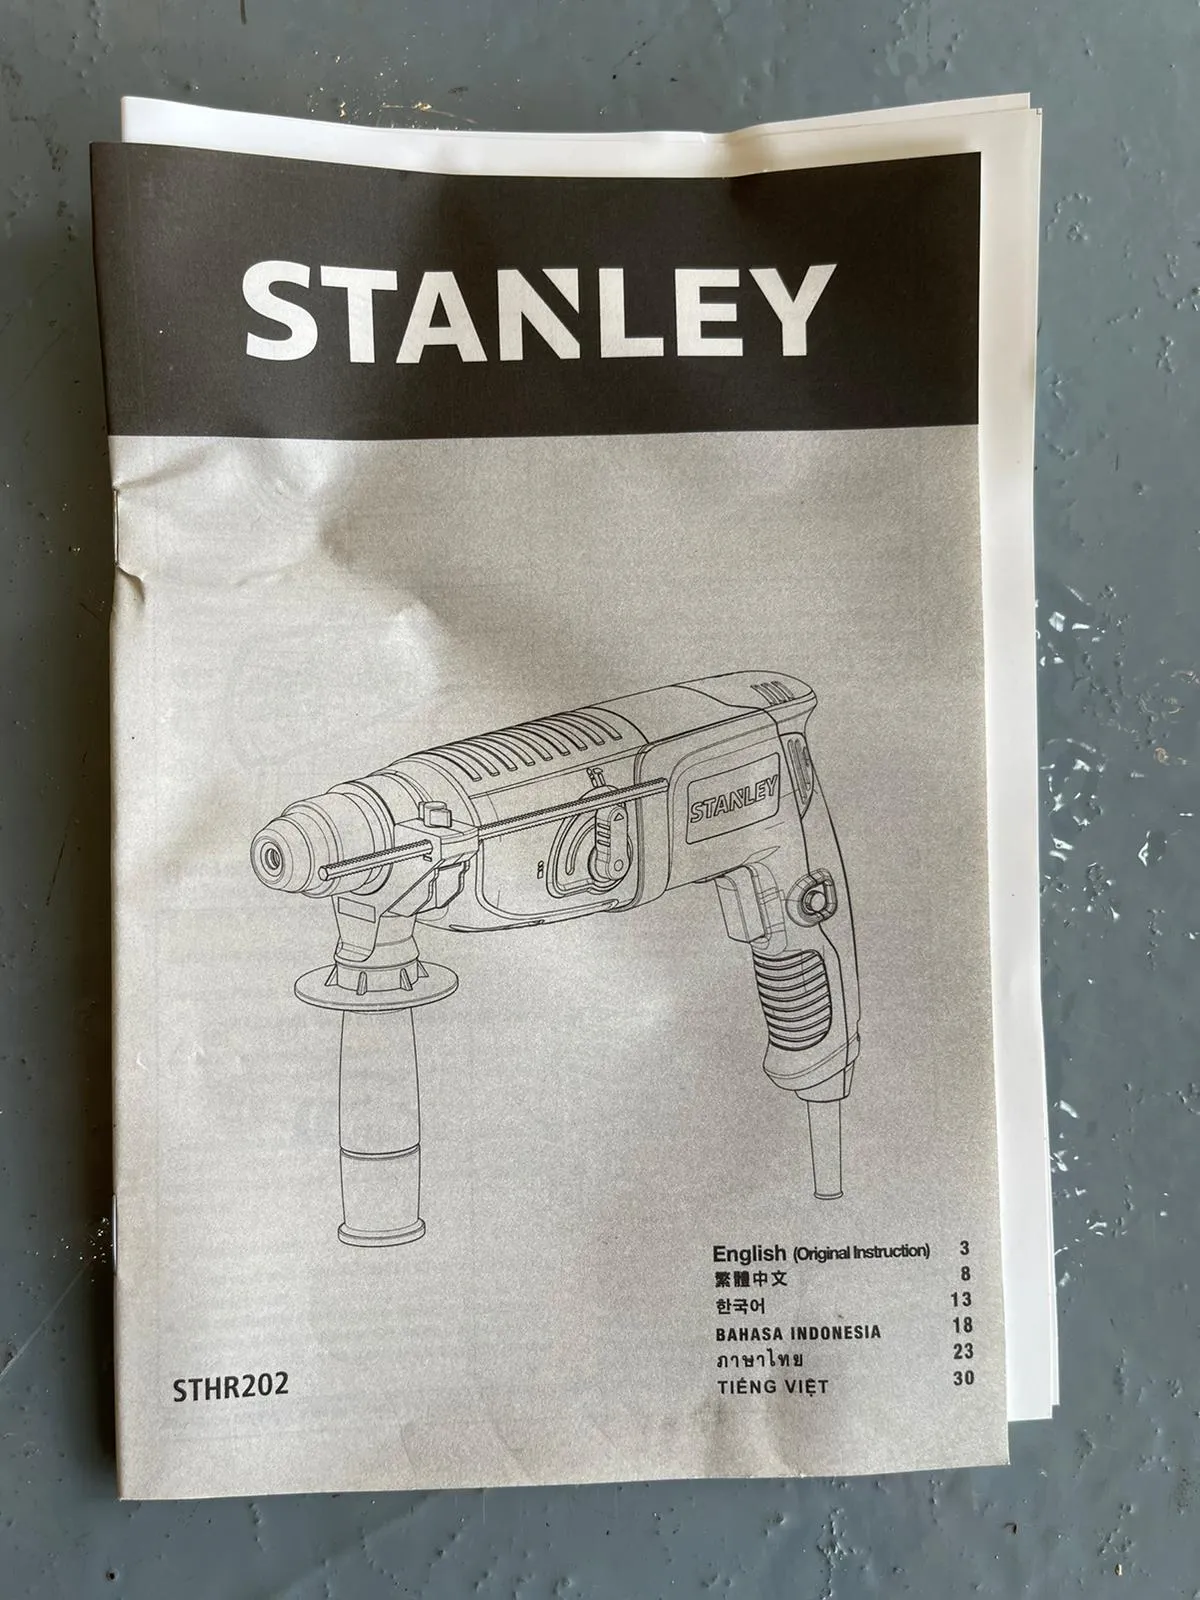 STANLEY
STANLEY
English (Original Instruction) 3
繁體中文 8
한국어 13
BAHASA INDONESIA 18
ภาษาไทย 23
TIẾNG VIỆT 30
STHR202